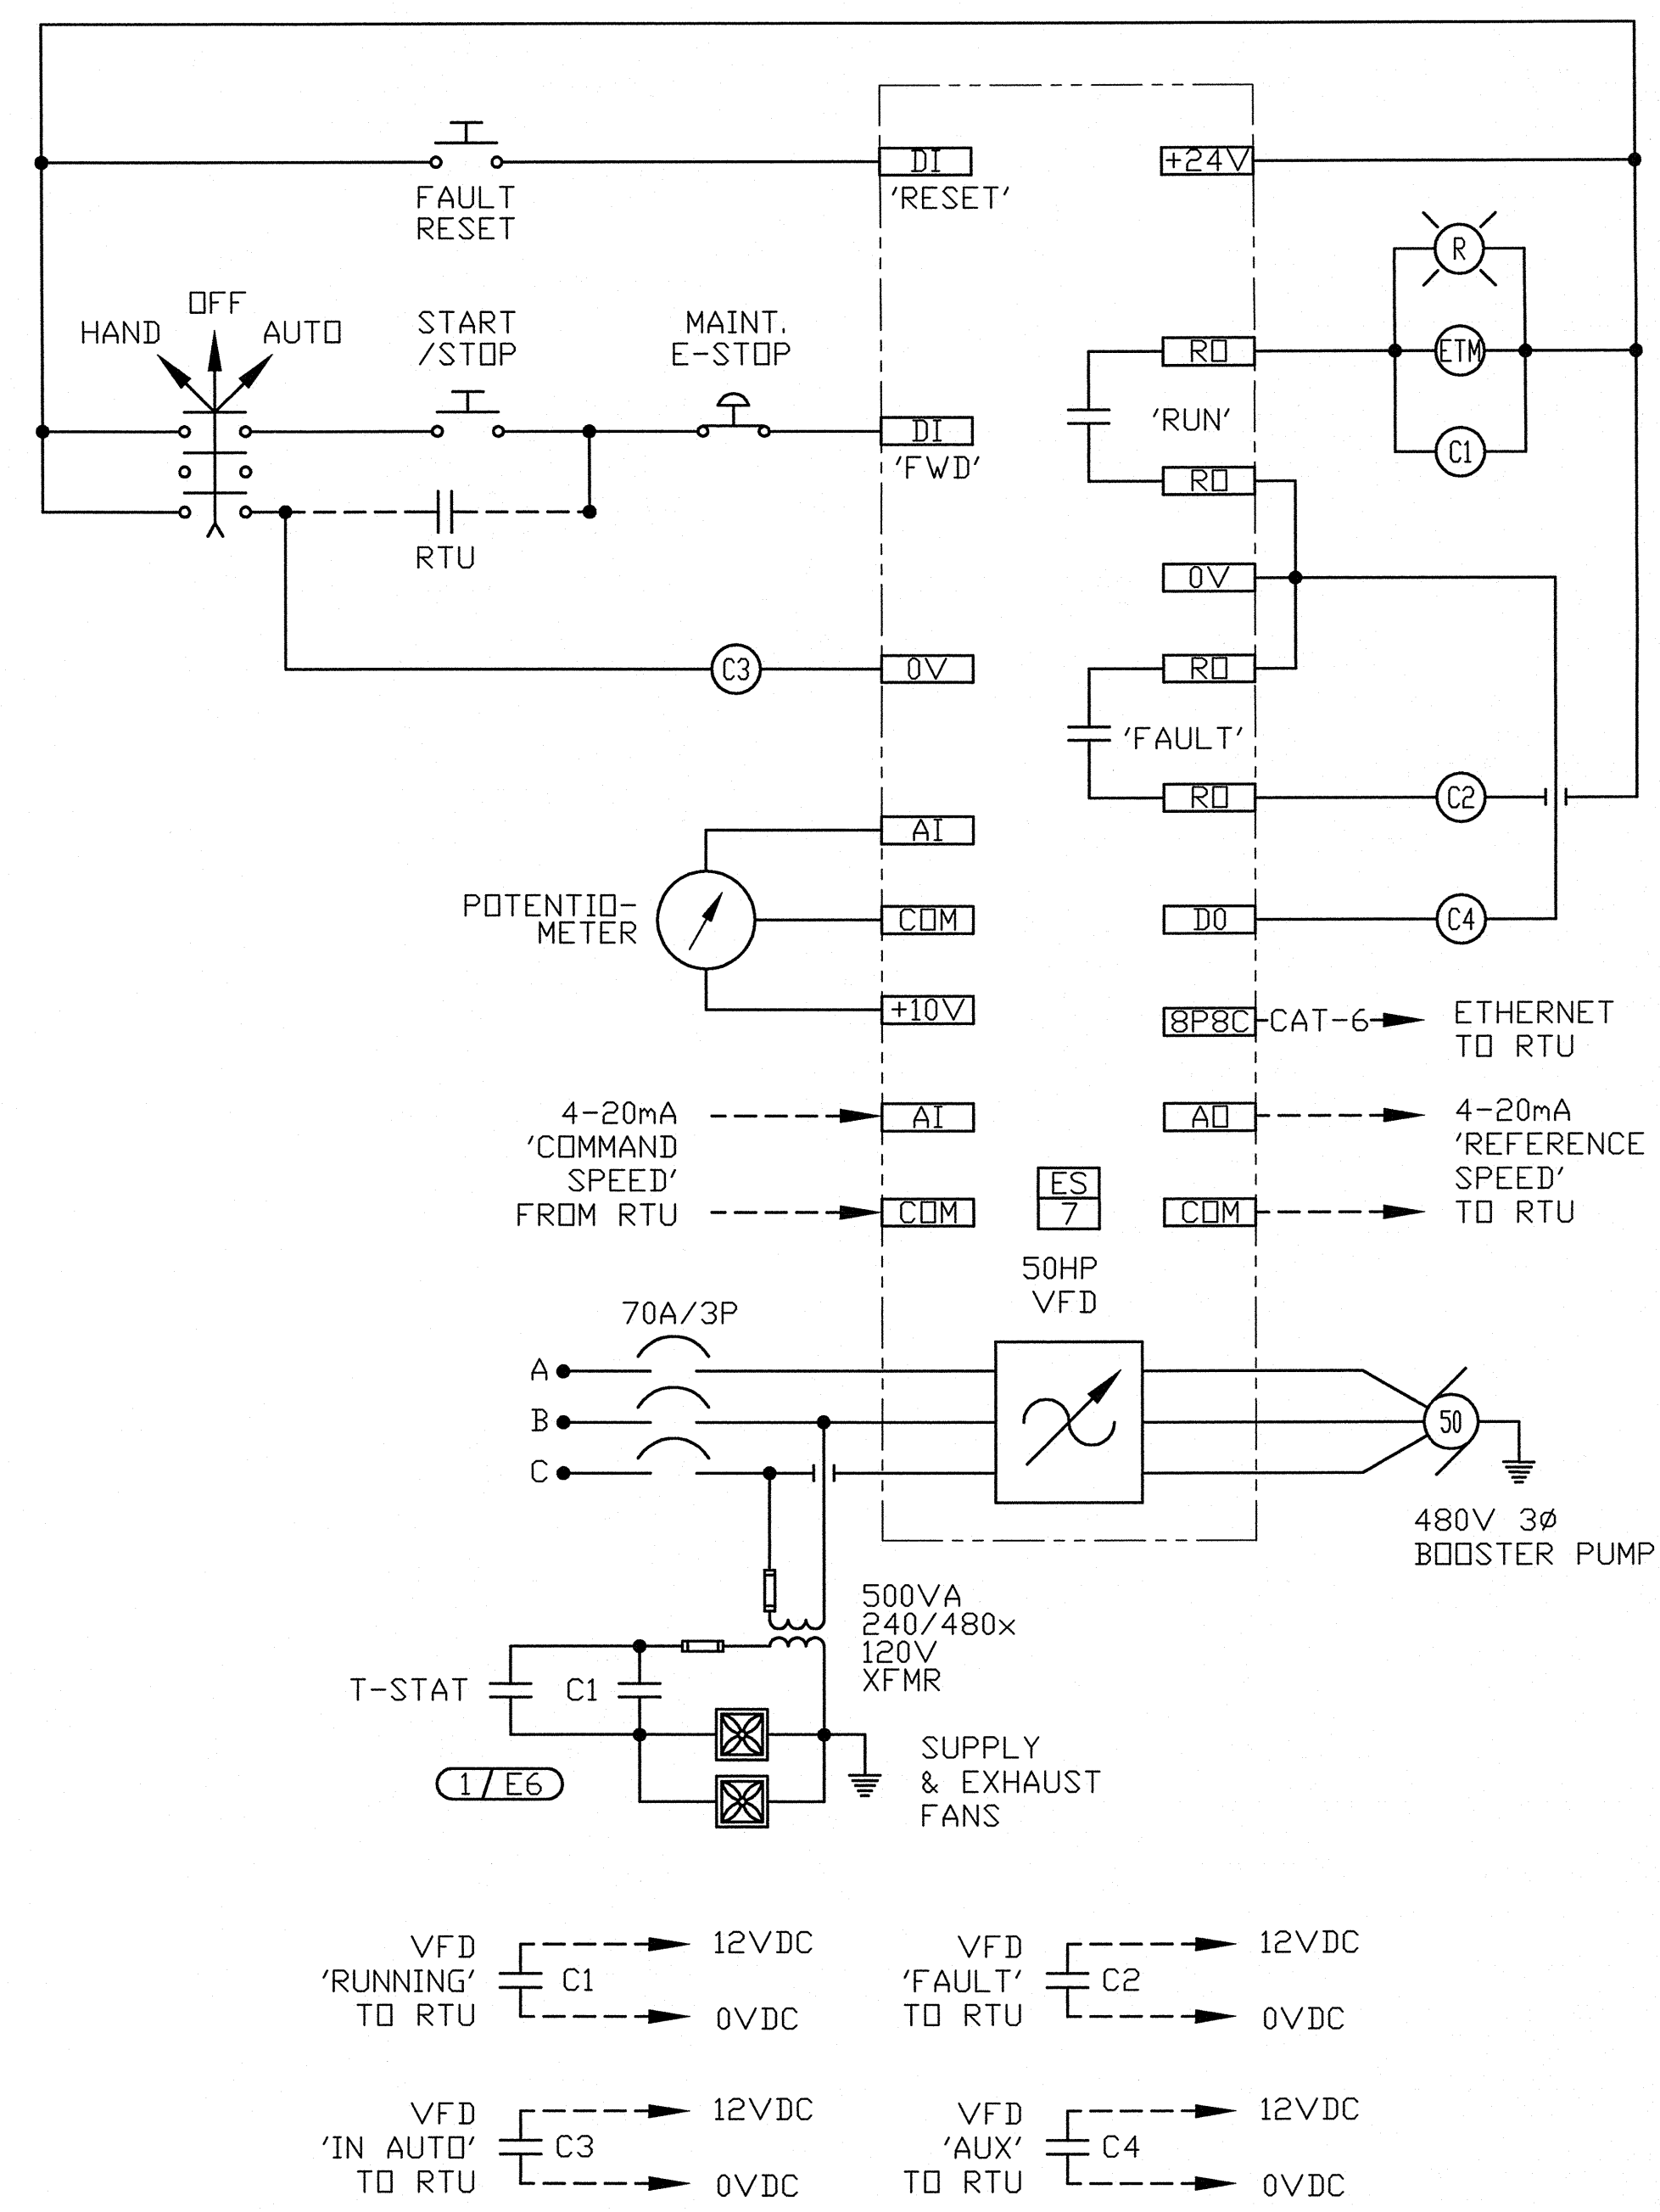 DI
'RESET'
+24V
FAULT
RESET
R
OFF
HAND
AUTO
START
/STOP
MAINT.
E-STOP
RO
ETM
'RUN'
DI
'FWD'
C1
RO
RTU
0V
C3
0V
RO
'FAULT'
RO
C2
AI
POTENTIO-
METER
COM
DO
C4
+10V
8P8C
CAT-6
ETHERNET
TO RTU
4-20mA
'COMMAND
SPEED'
FROM RTU
AI
COM
AO
COM
4-20mA
'REFERENCE
SPEED'
TO RTU
ES
7
50HP
VFD
70A/3P
A
B
C
50
480V 3ø
BOOSTER PUMP
500VA
240/480x
120V
XFMR
T-STAT
C1
1/E6
SUPPLY
& EXHAUST
FANS
VFD
'RUNNING'
TO RTU
C1
12VDC
0VDC
VFD
'FAULT'
TO RTU
C2
12VDC
0VDC
VFD
'IN AUTO'
TO RTU
C3
12VDC
0VDC
VFD
'AUX'
TO RTU
C4
12VDC
0VDC